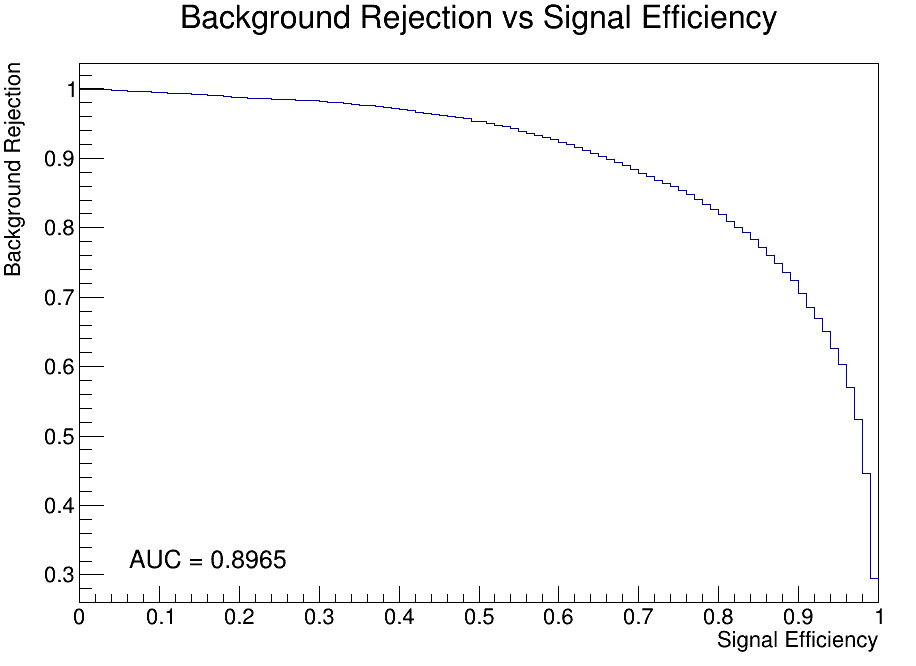 Background Rejection vs Signal Efficiency
Background Rejection
1
0.9
0.8
0.7
0.6
0.5
0.4
0.3
AUC = 0.8965
0 0.1 0.2 0.3 0.4 0.5 0.6 0.7 0.8 0.9 1
Signal Efficiency